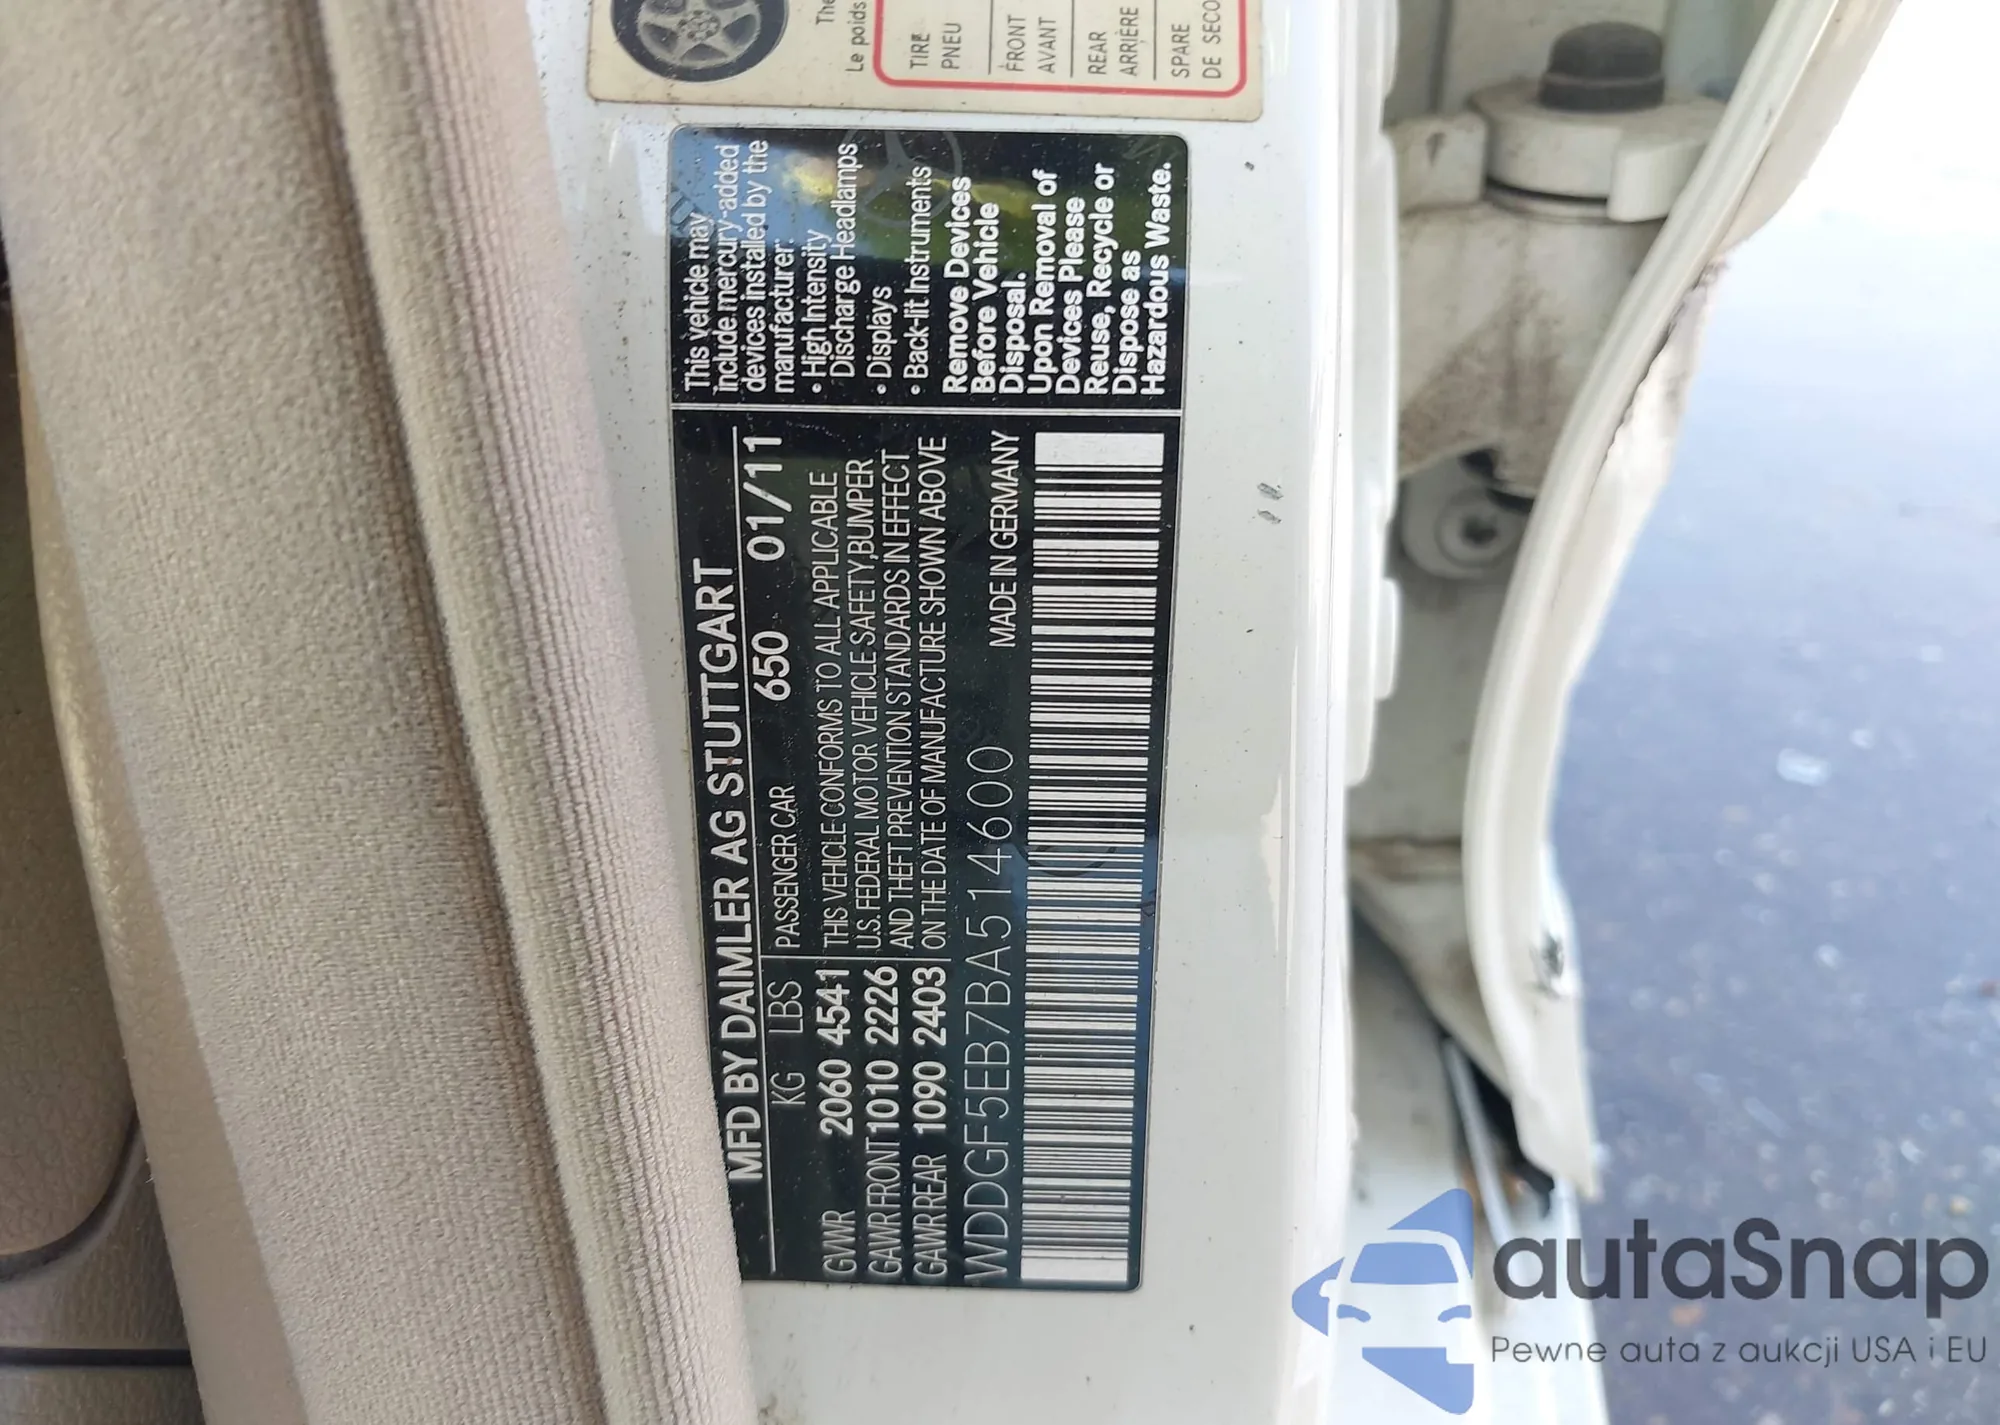 The
Le poids
TIRE
PNEU
FRONT
AVANT
REAR
ARRIÈRE
SPARE
DE SECO
MFD BY DAIMLER AG STUTTGART
KG LBS PASSENGER CAR 650 01/11
GVWR 2060 4541 THIS VEHICLE CONFORMS TO ALL APPLICABLE
GAWR FRONT 1010 2226 U.S. FEDERAL MOTOR VEHICLE SAFETY, BUMPER
AND THEFT PREVENTION STANDARDS IN EFFECT
GAWR REAR 1090 2403 ON THE DATE OF MANUFACTURE SHOWN ABOVE
WDDGF5EB7BA514600 MADE IN GERMANY
This vehicle may
include mercury-added
devices installed by the
manufacturer:
• High Intensity
Discharge Headlamps
• Displays
• Back-lit Instruments
Remove Devices
Before Vehicle
Disposal.
Upon Removal of
Devices Please
Reuse, Recycle or
Dispose as
Hazardous Waste.
autaSnap
Pewne auta z aukcji USA i EU